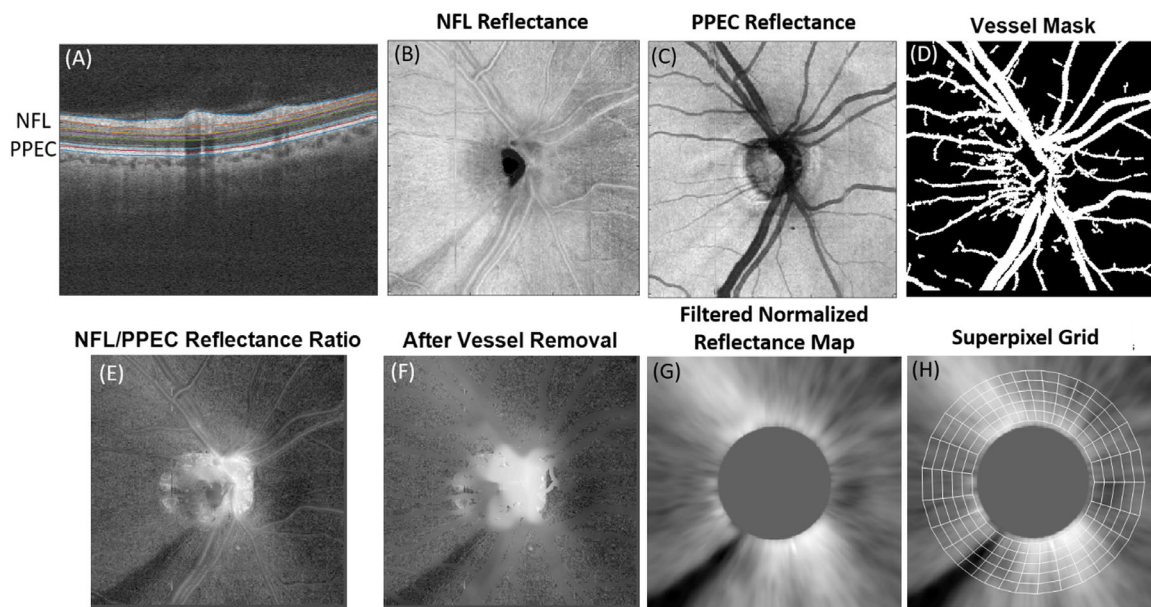 NFL Reflectance
PPEC Reflectance
Vessel Mask
(A)
(B)
(C)
(D)
NFL
PPEC
NFL/PPEC Reflectance Ratio
After Vessel Removal
Filtered Normalized
Reflectance Map
Superpixel Grid
;
(E)
(F)
(G)
(H)